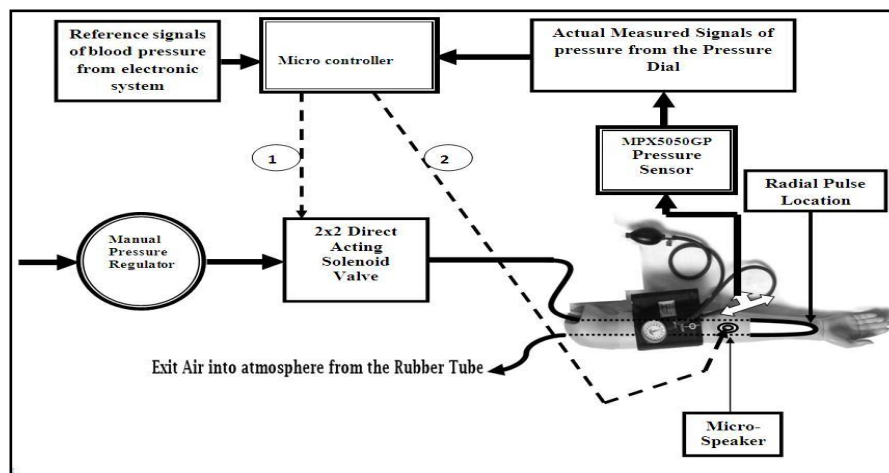 Reference signals
of blood pressure
from electronic
system
Micro controller
Actual Measured Signals of
pressure from the Pressure
Dial
1
2
MPX5050GP
Pressure
Sensor
Radial Pulse
Location
Manual
Pressure
Regulator
2x2 Direct
Acting
Solenoid
Valve
Exit Air into atmosphere from the Rubber Tube
Micro-
Speaker